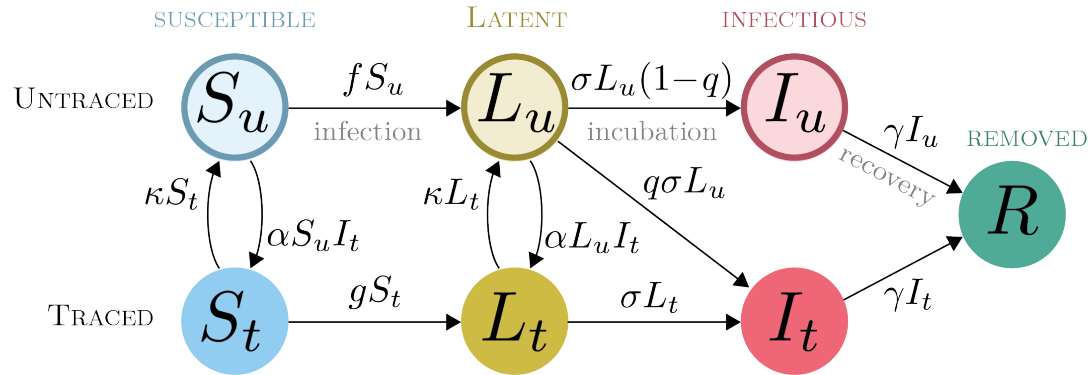 SUSCEPTIBLE LATENT INFECTIOUS
UNTRACED S_u fS_u infection L_u σL_u(1−q) incubation I_u γI_u recovery
REMOVED
R
κS_t αS_uI_t κL_t αL_uI_t qσL_u
TRACED S_t gS_t L_t σL_t I_t γI_t